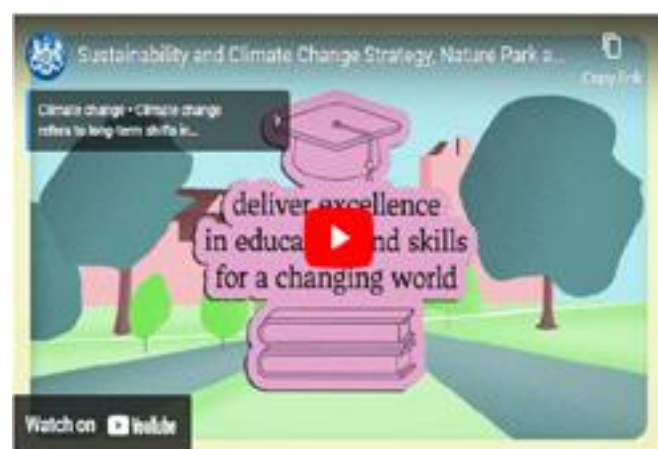 Sustainability and Climate Change Strategy, Nature Park a...
Copy link
Climate change • Climate change
refers to long-term shifts in...
deliver excellence
in educa nd skills
for a changing world
Watch on YouTube